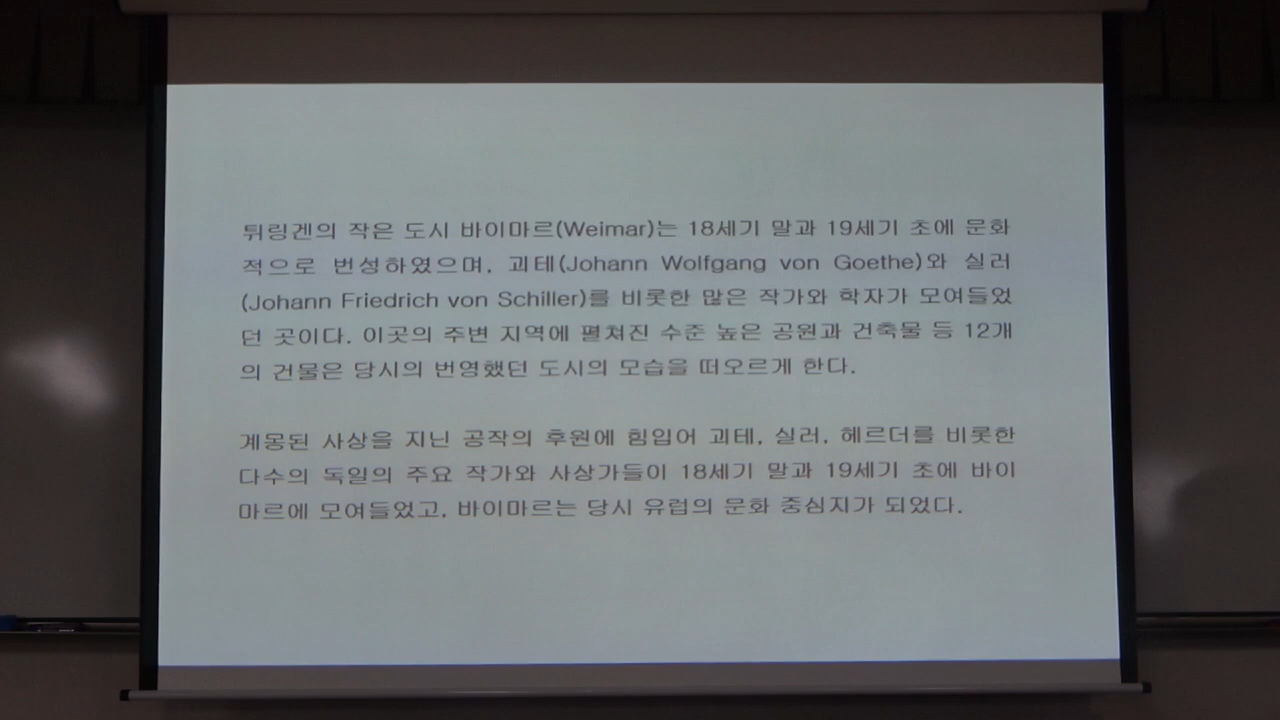 튀링겐의 작은 도시 바이마르(Weimar)는 18세기 말과 19세기 초에 문화
적으로 번성하였으며, 괴테(Johann Wolfgang von Goethe)와 실러
(Johann Friedrich von Schiller)를 비롯한 많은 작가와 학자가 모여들었
던 곳이다. 이곳의 주변 지역에 펼쳐진 수준 높은 공원과 건축물 등 12개
의 건물은 당시의 번영했던 도시의 모습을 떠오르게 한다.
계몽된 사상을 지닌 공작의 후원에 힘입어 괴테, 실러, 헤르더를 비롯한
다수의 독일의 주요 작가와 사상가들이 18세기 말과 19세기 초에 바이
마르에 모여들었고, 바이마르는 당시 유럽의 문화 중심지가 되었다.